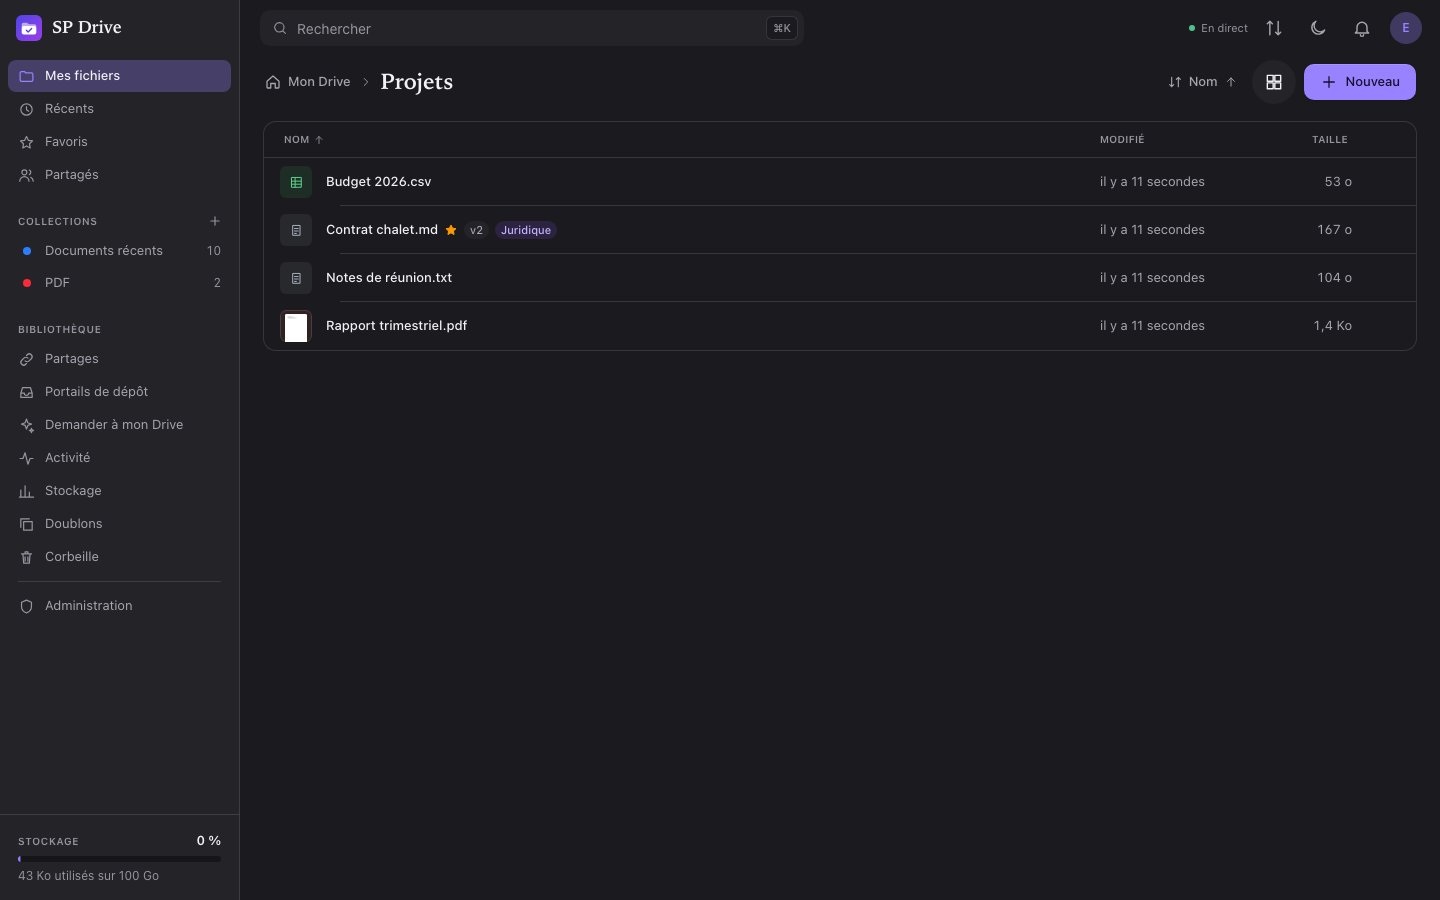 SP Drive
Rechercher
⌘K
En direct
E
Mes fichiers
Récents
Favoris
Partagés
COLLECTIONS
Documents récents 10
PDF 2
BIBLIOTHÈQUE
Partages
Portails de dépôt
Demander à mon Drive
Activité
Stockage
Doublons
Corbeille
Administration
STOCKAGE 0 %
43 Ko utilisés sur 100 Go
Mon Drive
Projets
Nom
Nouveau
NOM MODIFIÉ TAILLE
Budget 2026.csv il y a 11 secondes 53 o
Contrat chalet.md v2 Juridique il y a 11 secondes 167 o
Notes de réunion.txt il y a 11 secondes 104 o
Rapport trimestriel.pdf il y a 11 secondes 1,4 Ko